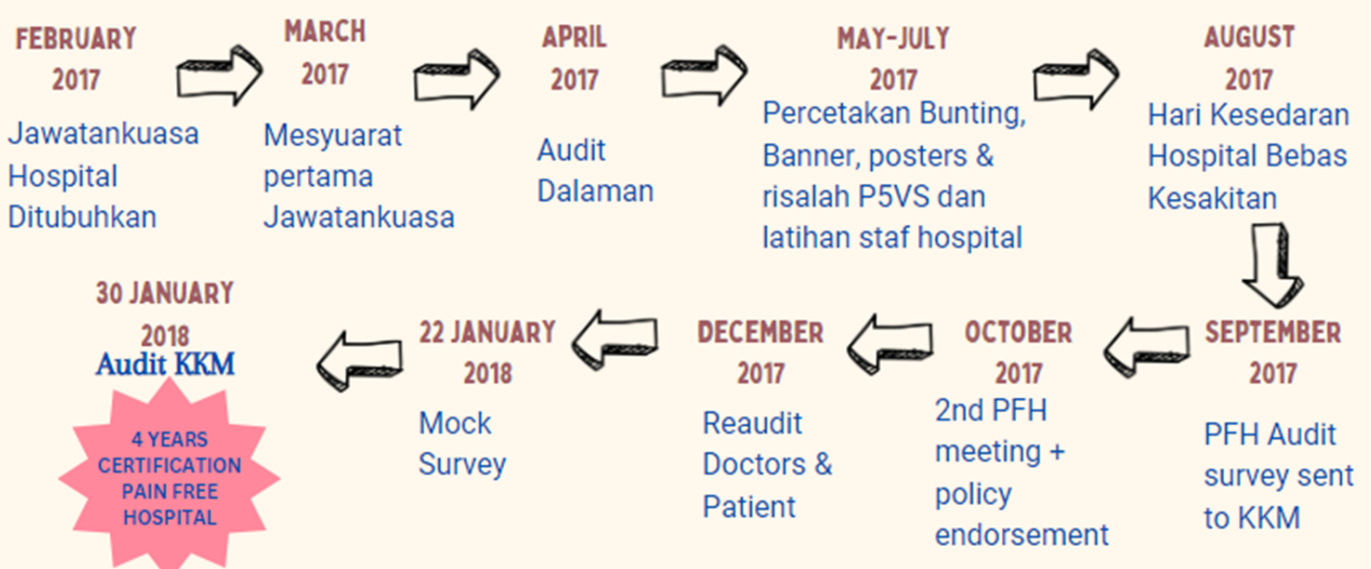 FEBRUARY
2017
Jawatankuasa
Hospital
Ditubuhkan
MARCH
2017
Mesyuarat
pertama
Jawatankuasa
APRIL
2017
Audit
Dalaman
MAY-JULY
2017
Percetakan Bunting,
Banner, posters &
risalah P5VS dan
latihan staf hospital
AUGUST
2017
Hari Kesedaran
Hospital Bebas
Kesakitan
SEPTEMBER
2017
PFH Audit
survey sent
to KKM
OCTOBER
2017
2nd PFH
meeting +
policy
endorsement
DECEMBER
2017
Reaudit
Doctors &
Patient
22 JANUARY
2018
Mock
Survey
30 JANUARY
2018
Audit KKM
4 YEARS
CERTIFICATION
PAIN FREE
HOSPITAL